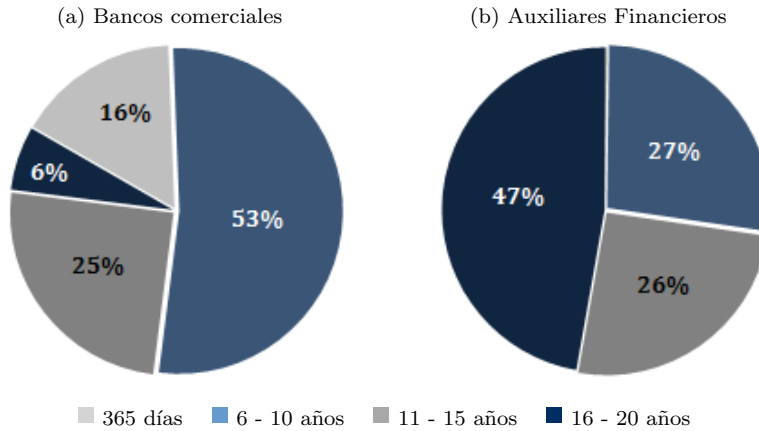 (a) Bancos comerciales
(b) Auxiliares Financieros
16%
6%
53%
25%
27%
47%
26%
365 días
6 - 10 años
11 - 15 años
16 - 20 años